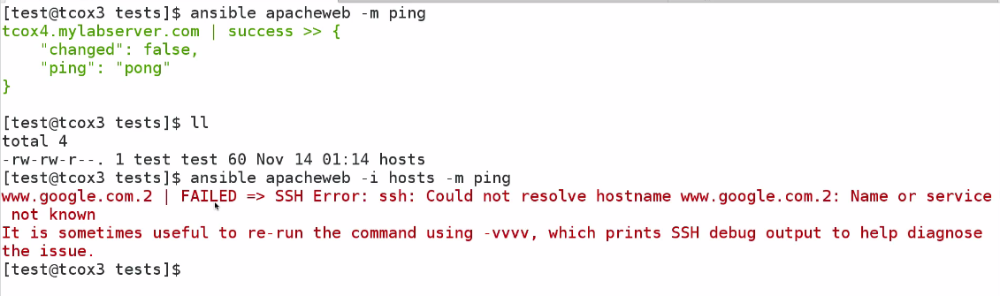 [test@tcox3 tests]$ ansible apacheweb -m ping
tcox4.mylabserver.com | success >> {
    "changed": false,
    "ping": "pong"
}
[test@tcox3 tests]$ ll
total 4
-rw-rw-r--. 1 test test 60 Nov 14 01:14 hosts
[test@tcox3 tests]$ ansible apacheweb -i hosts -m ping
www.google.com.2 | FAILED => SSH Error: ssh: Could not resolve hostname www.google.com.2: Name or service
 not known
It is sometimes useful to re-run the command using -vvvv, which prints SSH debug output to help diagnose
the issue.
[test@tcox3 tests]$